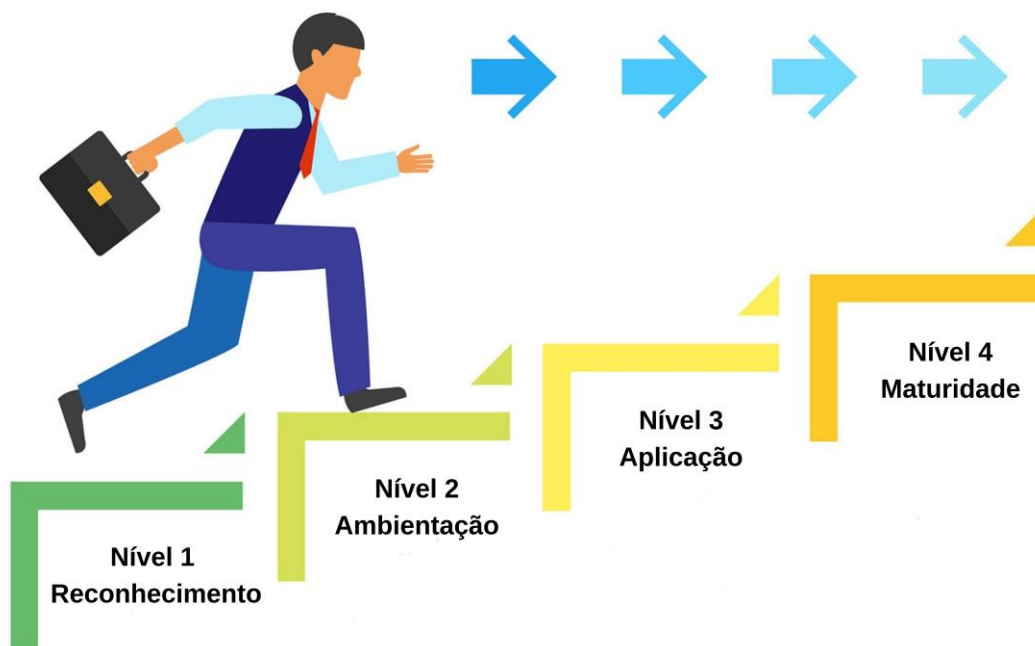 Nível 1
Reconhecimento
Nível 2
Ambientação
Nível 3
Aplicação
Nível 4
Maturidade